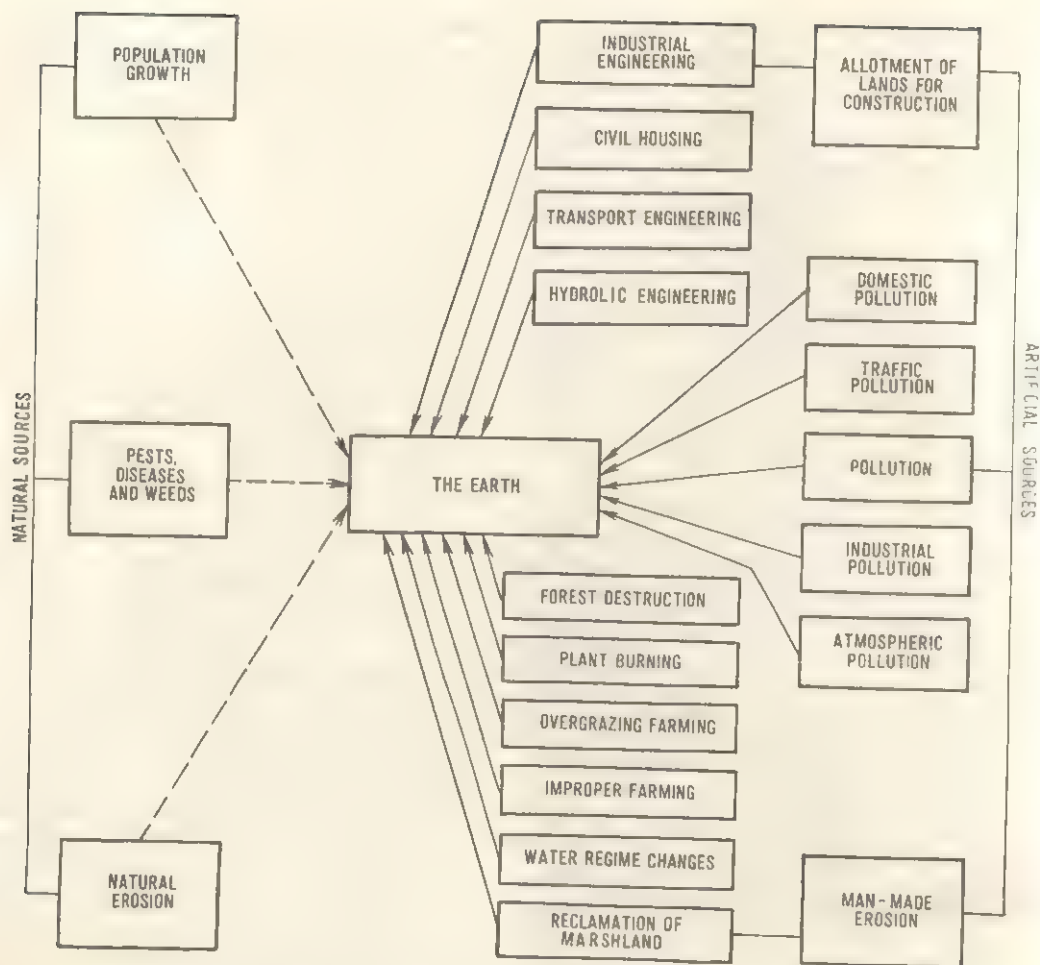 POPULATION
GROWTH
INDUSTRIAL
ENGINEERING
ALLOTMENT OF
LANDS FOR
CONSTRUCTION
CIVIL HOUSING
TRANSPORT ENGINEERING
HYDROLIC ENGINEERING
DOMESTIC
POLLUTION
TRAFFIC
POLLUTION
NATURAL SOURCES
PESTS,
DISEASES
AND WEEDS
THE EARTH
POLLUTION
ARTIFICIAL SOURCES
INDUSTRIAL
POLLUTION
ATMOSPHERIC
POLLUTION
FOREST DESTRUCTION
PLANT BURNING
OVERGRAZING FARMING
IMPROPER FARMING
WATER REGIME CHANGES
RECLAMATION OF
MARSHLAND
NATURAL
EROSION
MAN-MADE
EROSION